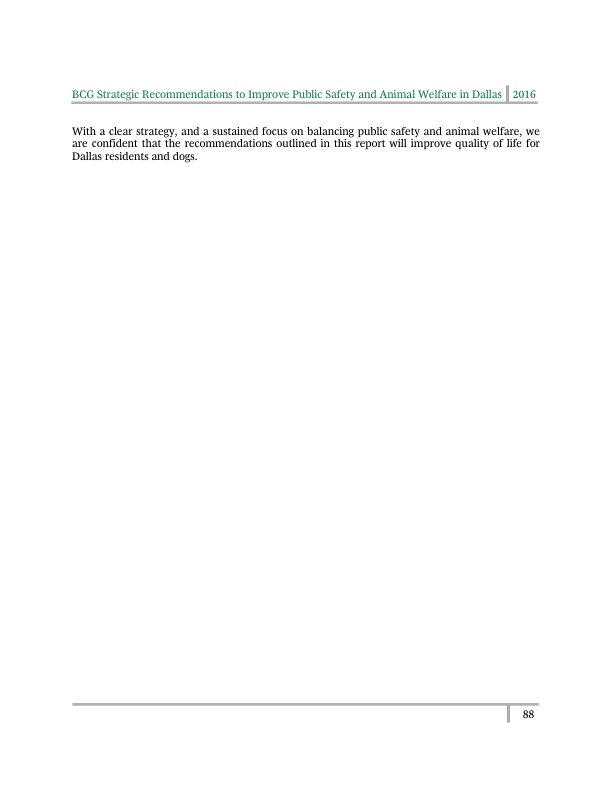 BCG Strategic Recommendations to Improve Public Safety and Animal Welfare in Dallas 2016
With a clear strategy, and a sustained focus on balancing public safety and animal welfare, we
are confident that the recommendations outlined in this report will improve quality of life for
Dallas residents and dogs.
88